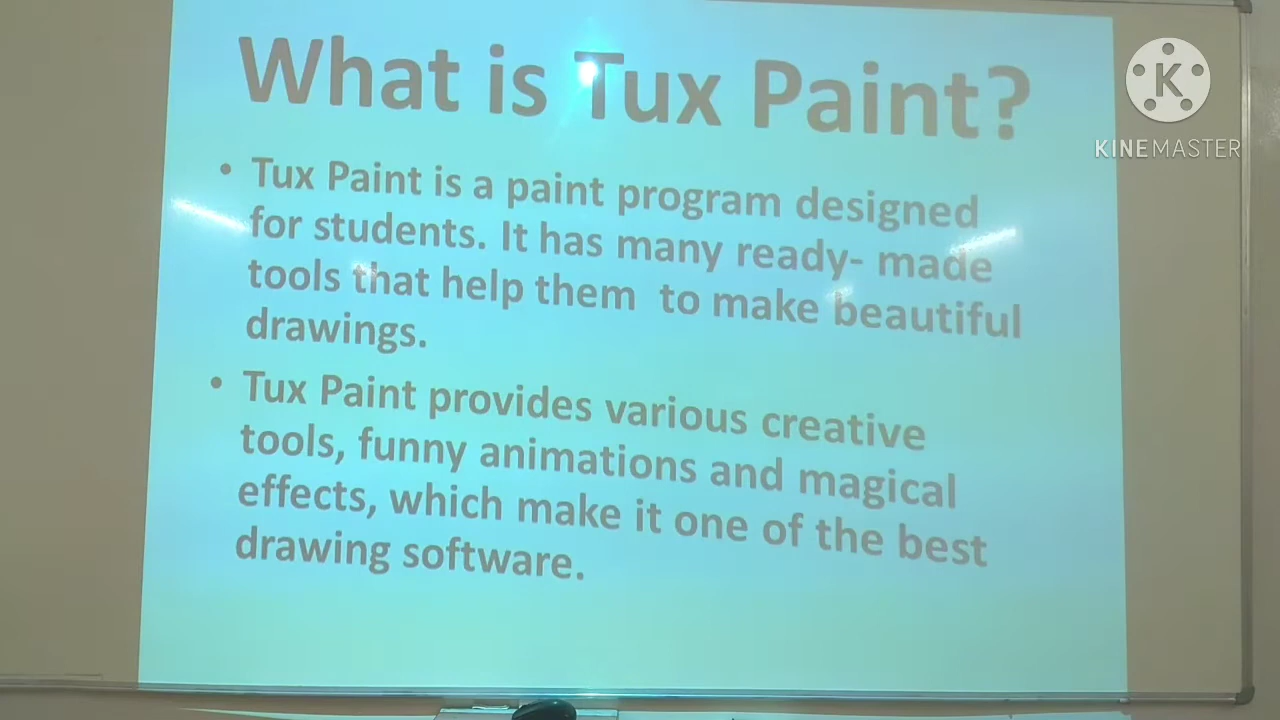 What is Tux Paint?
• Tux Paint is a paint program designed
for students. It has many ready- made
tools that help them to make beautiful
drawings.
• Tux Paint provides various creative
tools, funny animations and magical
effects, which make it one of the best
drawing software.
K
KINEMASTER